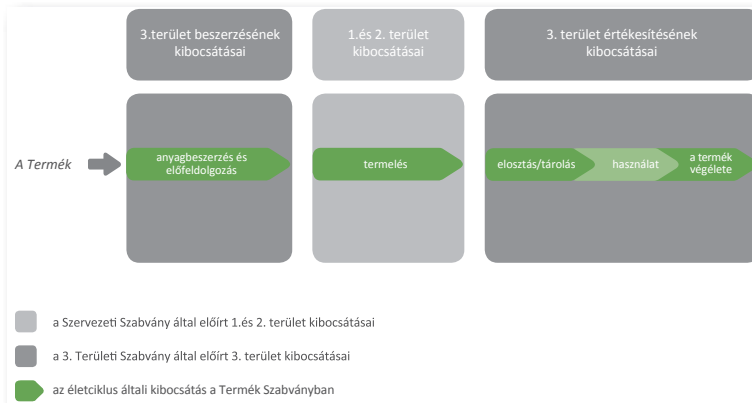 3.terület beszerzésének
kibocsátásai
1.és 2. terület
kibocsátásai
3. terület értékesítésének
kibocsátásai
A Termék
anyagbeszerzés és
előfeldolgozás
termelés
elosztás/tárolás
használat
a termék
végélete
a Szervezeti Szabvány által előírt 1.és 2. terület kibocsátásai
a 3. Területi Szabvány által előírt 3. terület kibocsátásai
az életciklus általi kibocsátás a Termék Szabványban